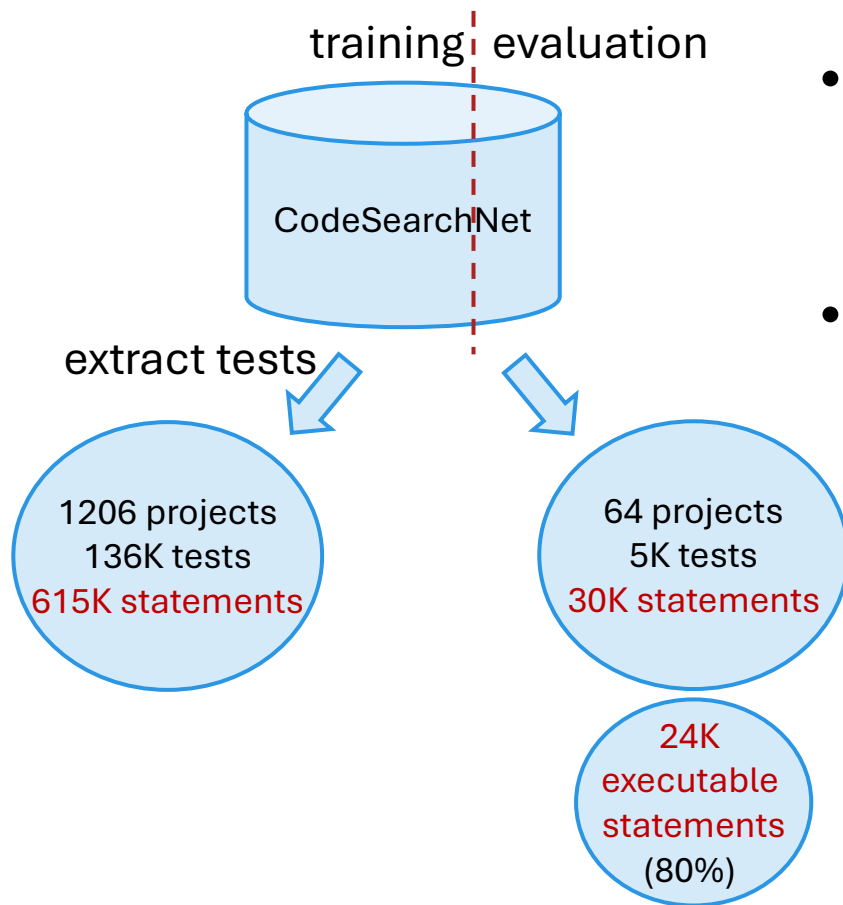 training evaluation
CodeSearchNet
extract tests
1206 projects
136K tests
615K statements
64 projects
5K tests
30K statements
24K
executable
statements
(80%)